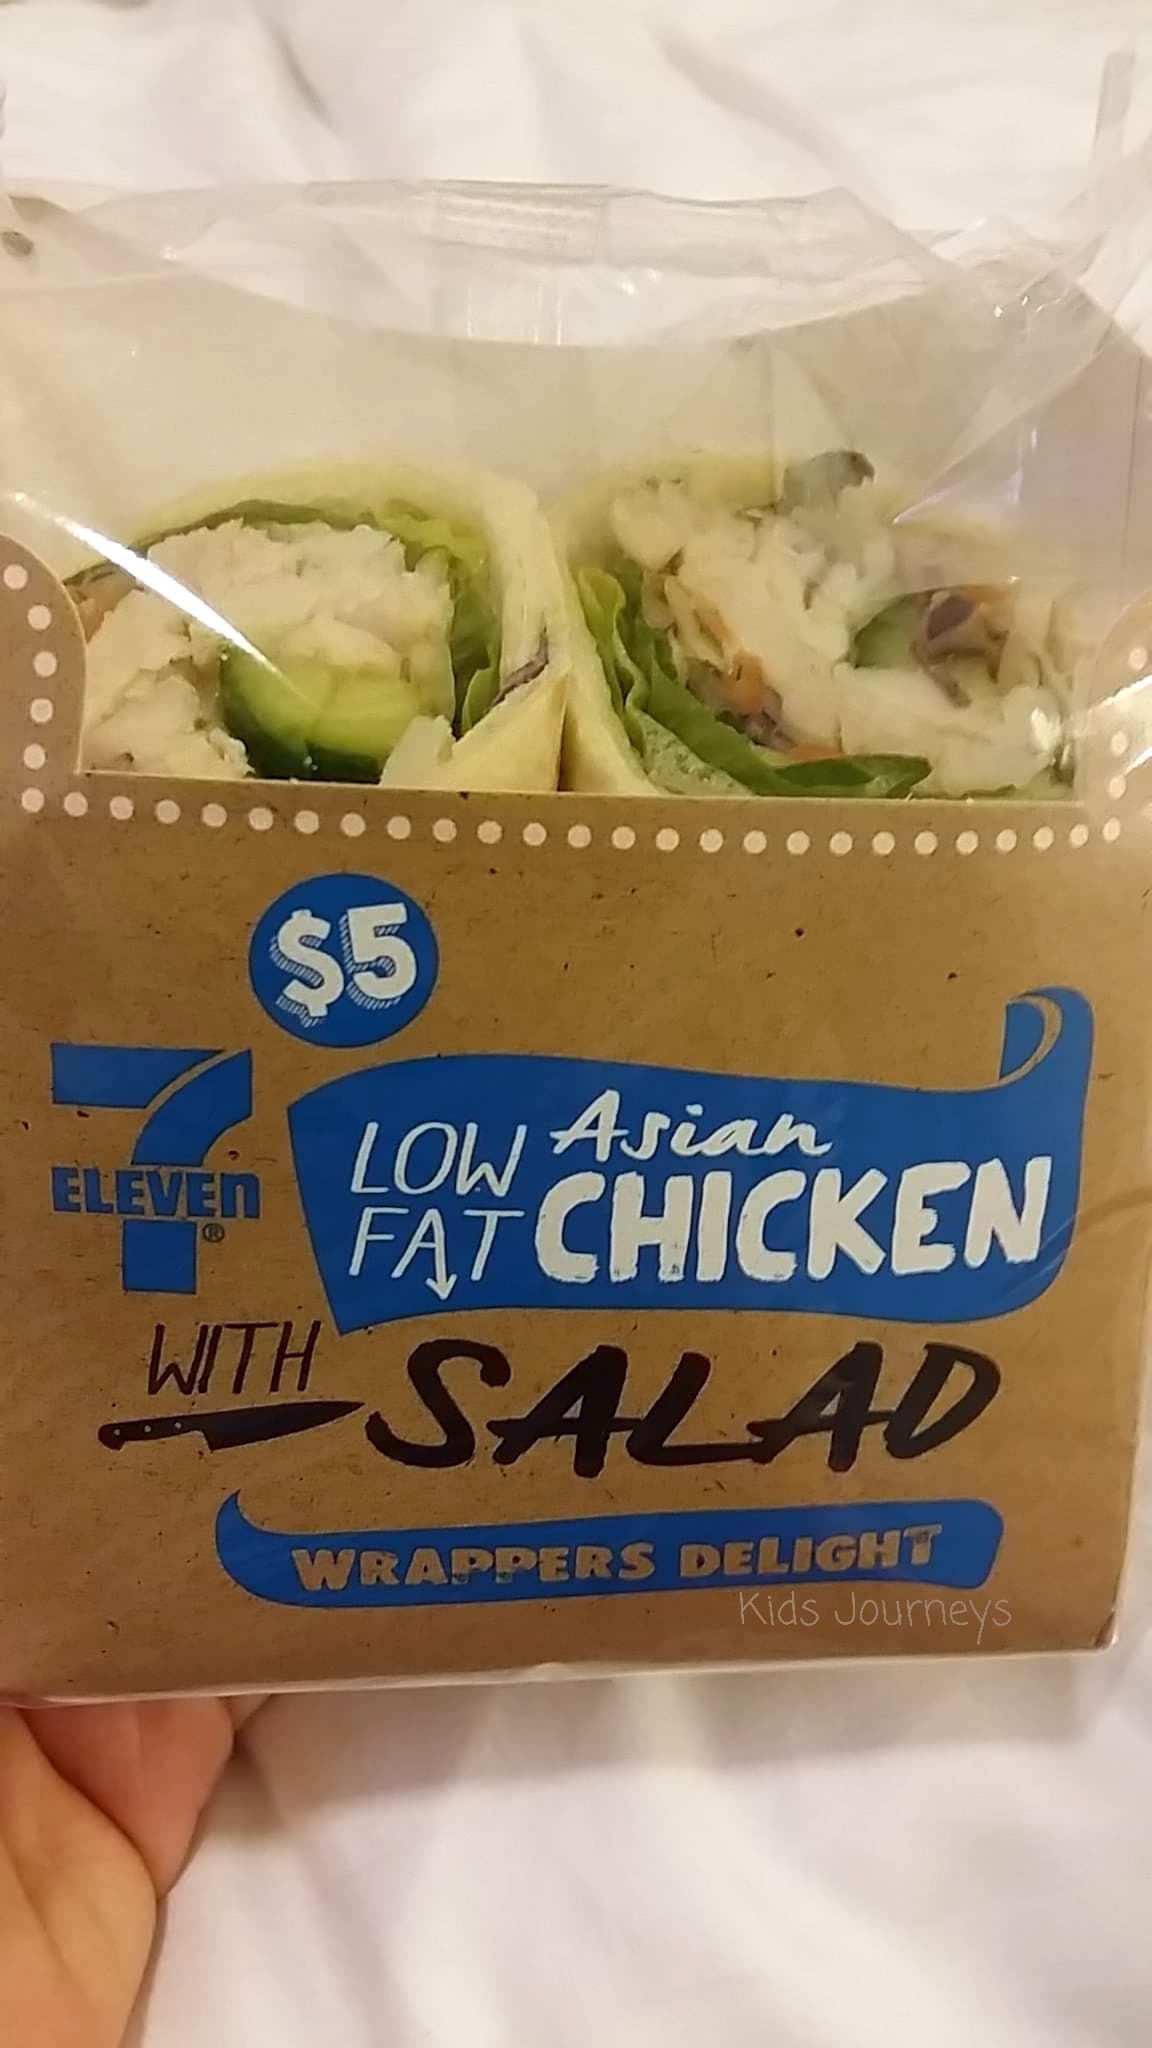 $5
7
ELEVEn®
LOW Asian
FAT CHICKEN
WITH SALAD
WRAPPERS DELIGHT
Kids Journeys